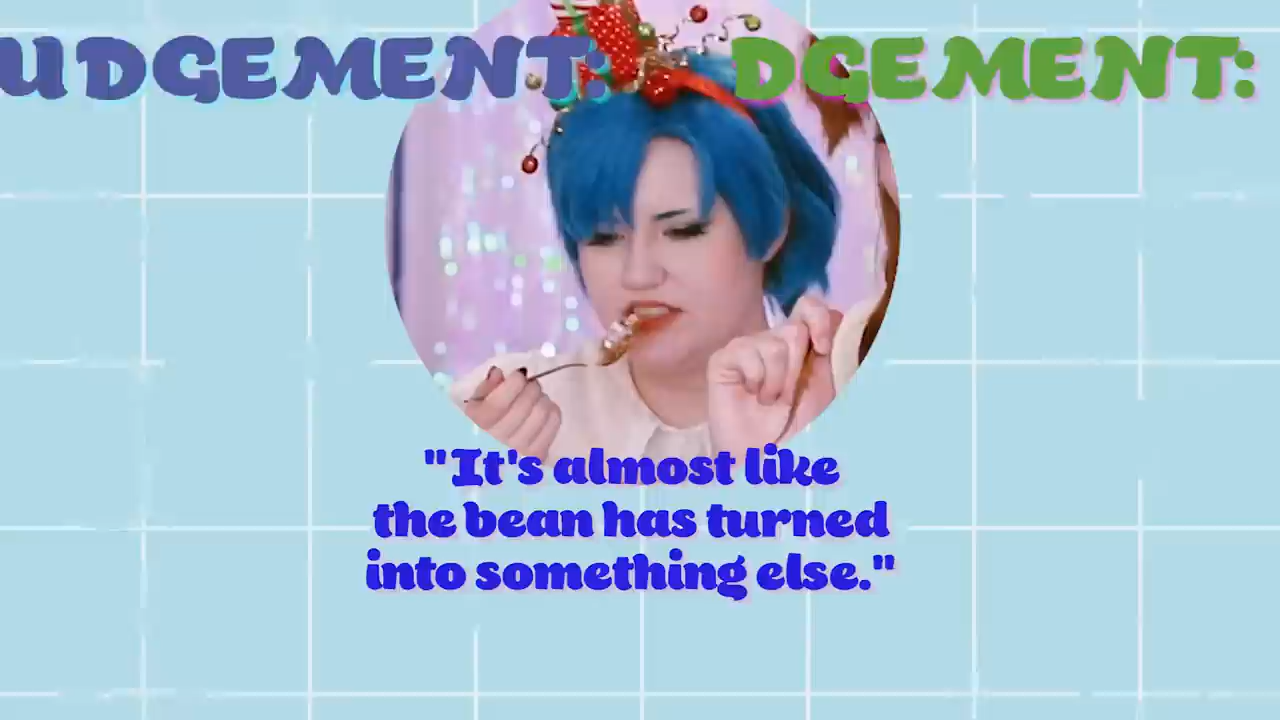 UDGEMENT: DGEMENT:
"It's almost like
the bean has turned
into something else."